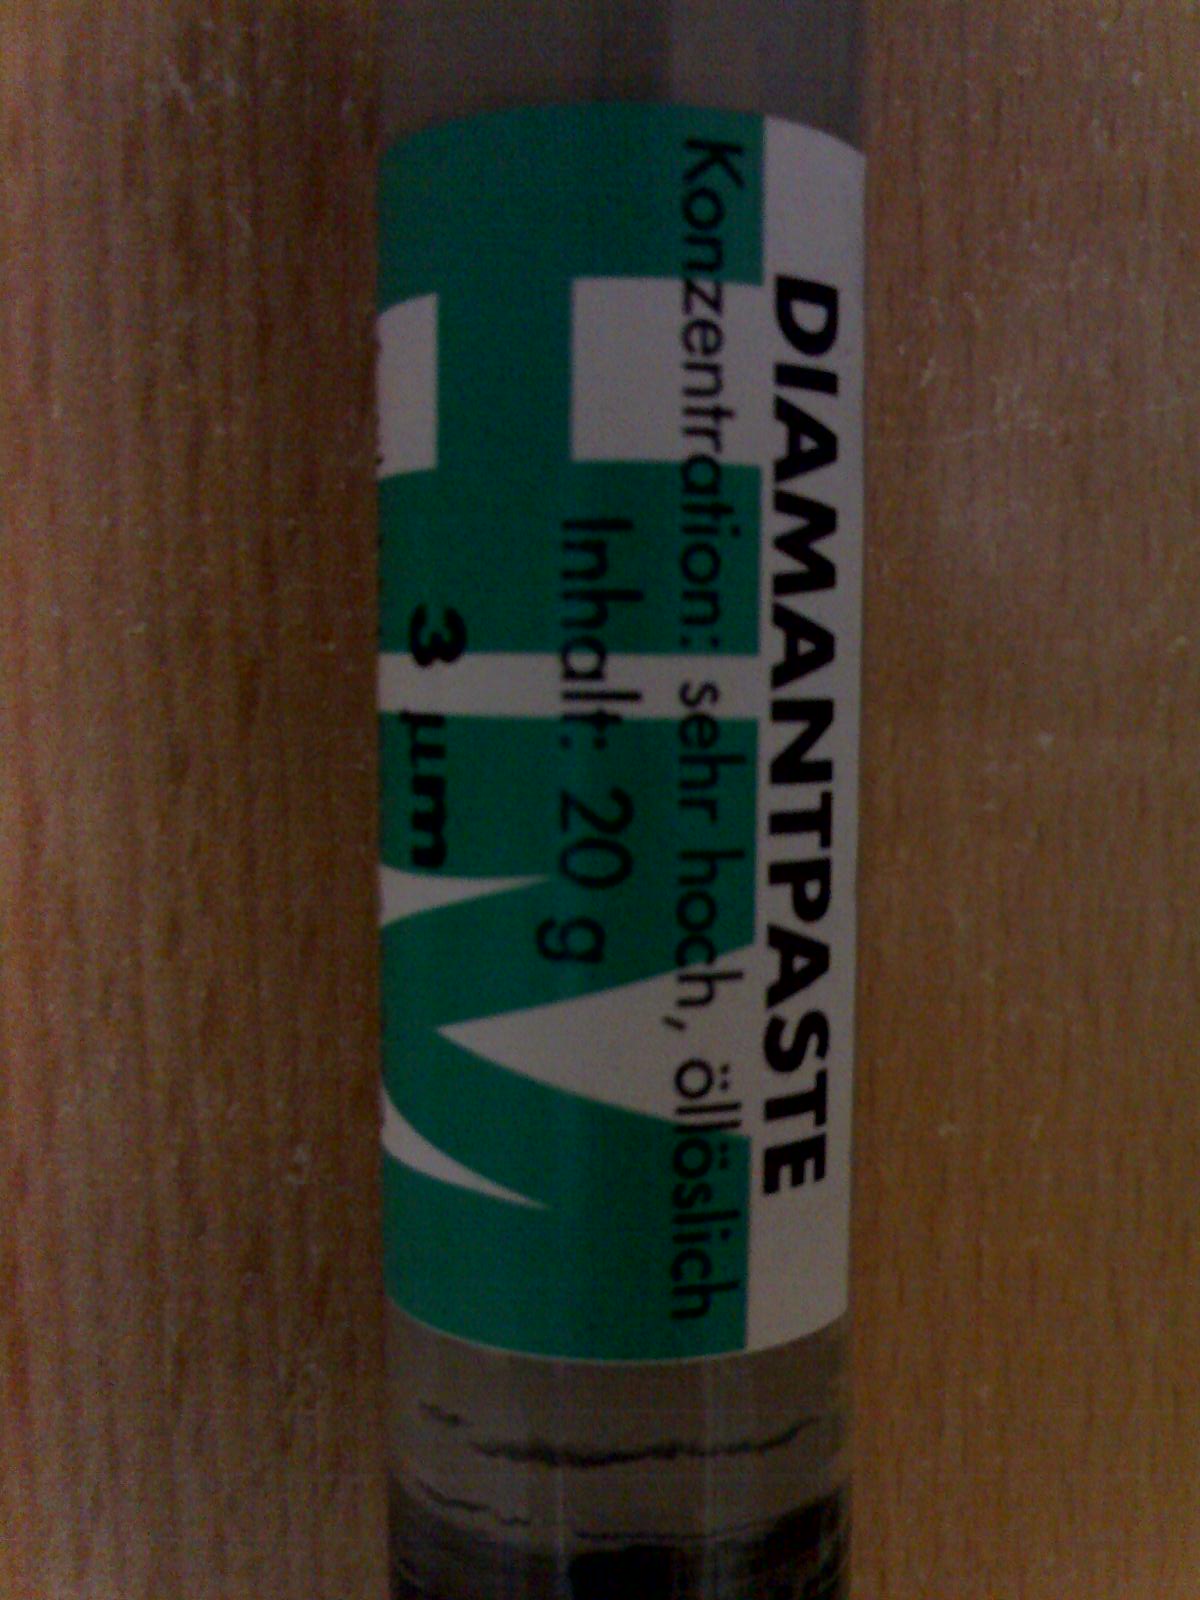 DIAMANTPASTE
Konzentration: sehr hoch, öllöslich
Inhalt: 20 g
3 µm